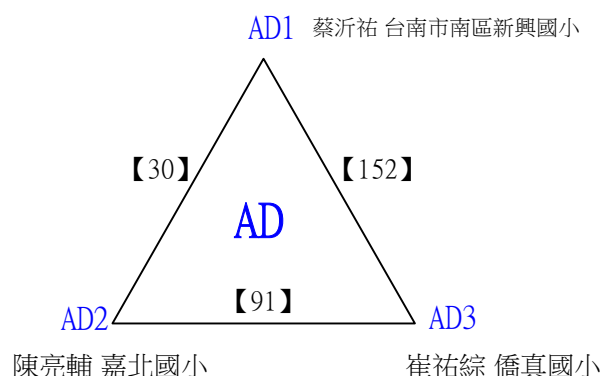 AD1 蔡沂祐 台南市南區新興國小
【30】 【152】
AD
【91】
AD2 AD3
陳亮輔 嘉北國小 崔祐綜 僑真國小